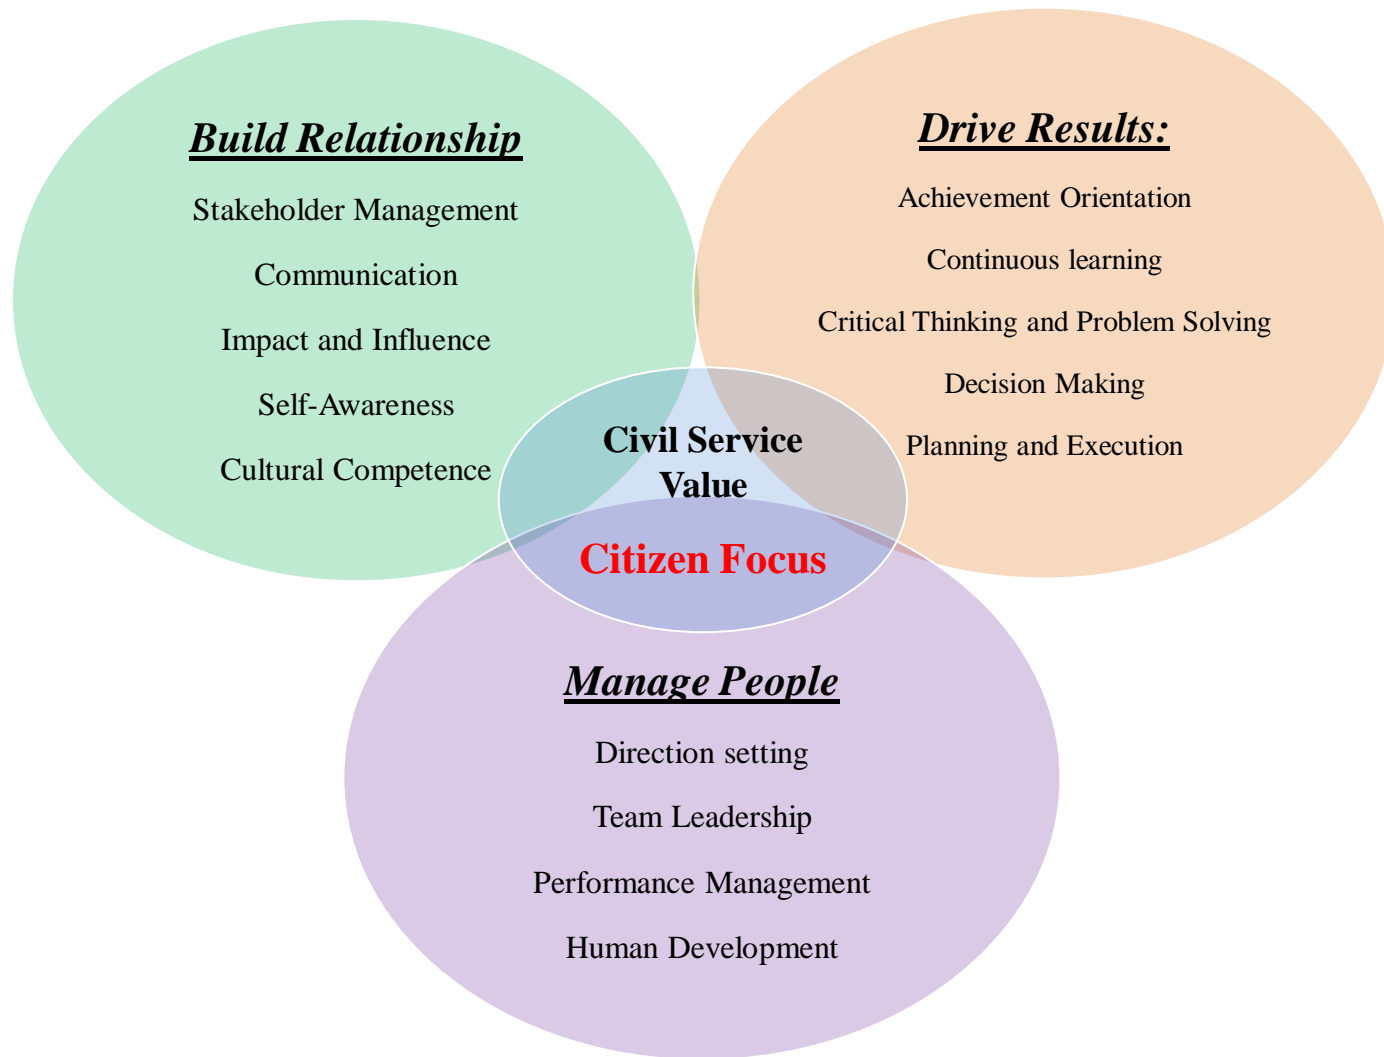 Build Relationship
Stakeholder Management
Communication
Impact and Influence
Self-Awareness
Cultural Competence
Drive Results:
Achievement Orientation
Continuous learning
Critical Thinking and Problem Solving
Decision Making
Planning and Execution
Civil Service
Value
Citizen Focus
Manage People
Direction setting
Team Leadership
Performance Management
Human Development